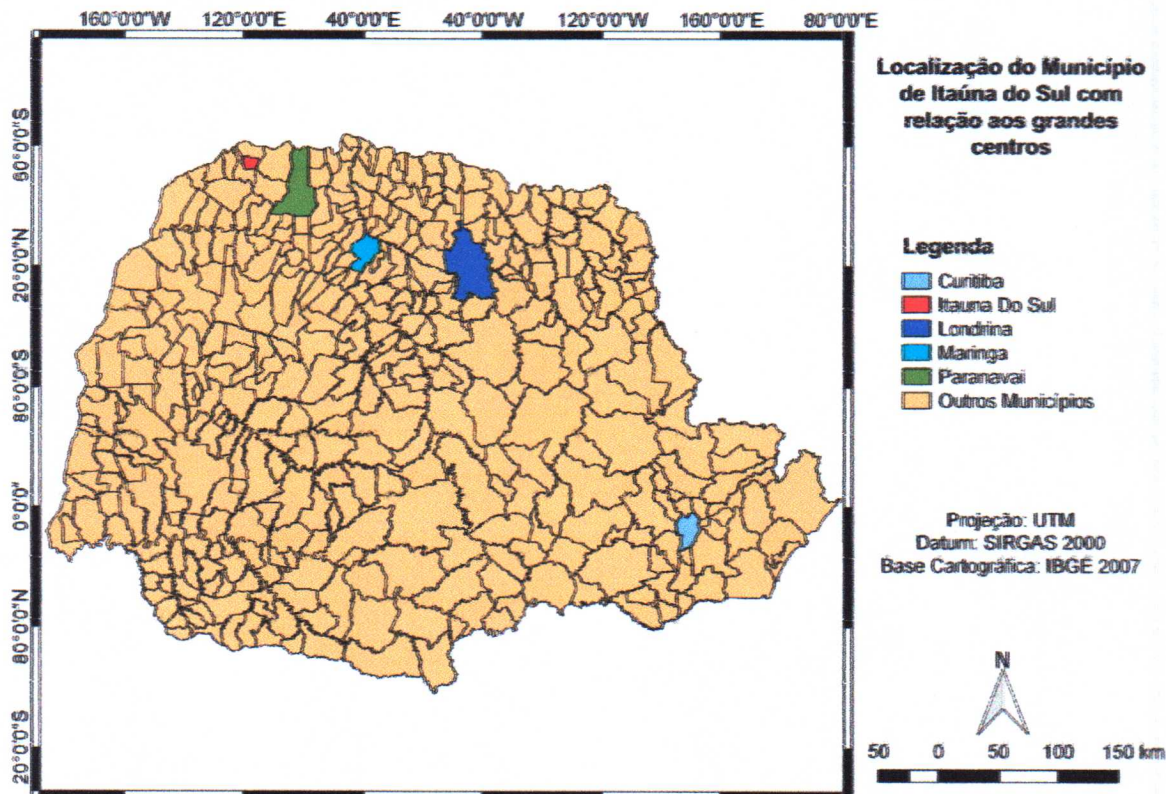 160°0'0"W 120°0'0"E 40°0'0"E 40°0'0"W 120°0'0"W 160°0'0"E 80°0'0"E
60°0'0"S
20°0'0"N
80°0'0"S
0°0'0"
80°0'0"N
20°0'0"S
Localização do Município
de Itaúna do Sul com
relação aos grandes
centros
Legenda
Curitiba
Itauna Do Sul
Londrina
Maringa
Paranavai
Outros Municípios
Projeção: UTM
Datum: SIRGAS 2000
Base Cartográfica: IBGE 2007
N
50 0 50 100 150 km